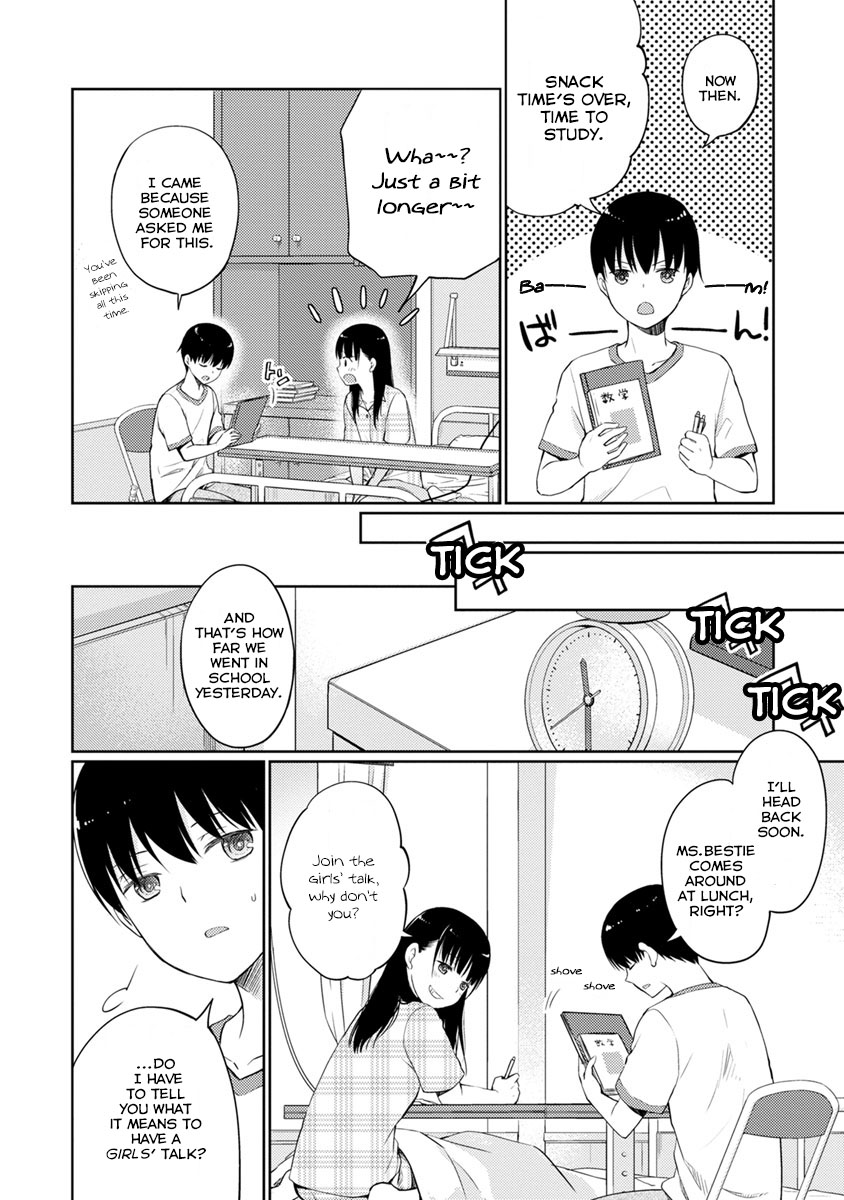 NOW
THEN.
SNACK
TIME'S OVER,
TIME TO
STUDY.
Ba—
—m!
ばーん!
数学
Wha~~?
Just a bit
longer~~
I CAME
BECAUSE
SOMEONE
ASKED ME
FOR THIS.
You've
been
skipping
all this
time.
トン
TICK
TICK
TICK
AND
THAT'S HOW
FAR WE
WENT IN
SCHOOL
YESTERDAY.
I'LL
HEAD
BACK
SOON.
MS.BESTIE
COMES
AROUND
AT LUNCH,
RIGHT?
shove
shove
数学
Join the
girls' talk,
why don't
you?
...DO
I HAVE
TO TELL
YOU WHAT
IT MEANS TO
HAVE A
GIRLS' TALK?